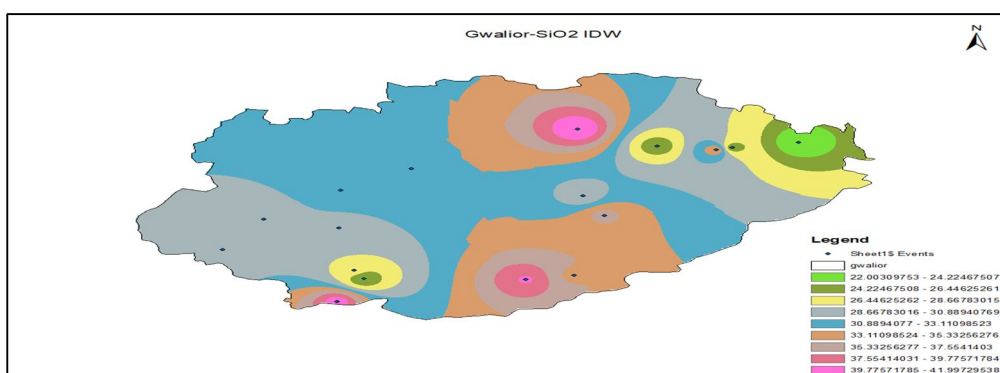 Gwalior-SiO2 IDW
N
Legend
Sheet1$ Events
gwalior
22.00309753 - 24.22467507
24.22467508 - 26.44625261
26.44625262 - 28.66783015
28.66783016 - 30.88940769
30.8894077 - 33.11098523
33.11098524 - 35.33256276
35.33256277 - 37.5541403
37.55414031 - 39.77571784
39.77571785 - 41.99729538